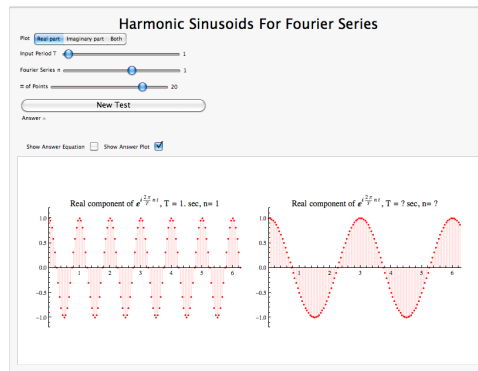 Harmonic Sinusoids For Fourier Series
Plot Real part Imaginary part Both
Input Period T 1
Fourier Series n 1
# of Points 20
New Test
Answer =
Show Answer Equation Show Answer Plot
Real component of e^{i 2π/T n t}, T = 1. sec, n= 1
Real component of e^{i 2π/T n t}, T = ? sec, n= ?
1.0
0.5
0.0
-0.5
-1.0
1 2 3 4 5 6
1.0
0.5
0.0
-0.5
-1.0
1 2 3 4 5 6